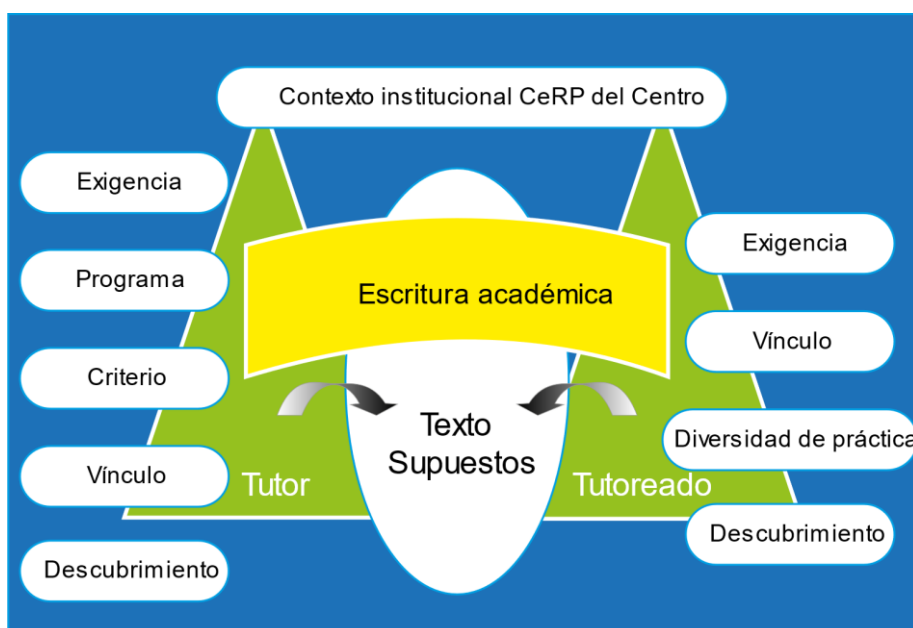 Contexto institucional CeRP del Centro
Exigencia
Programa
Criterio
Vínculo
Descubrimiento
Escritura académica
Texto
Supuestos
Tutor
Tutoreado
Exigencia
Vínculo
Diversidad de práctica
Descubrimiento